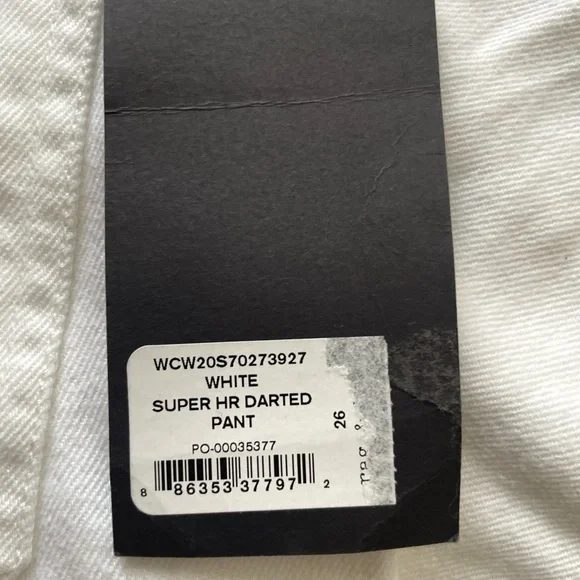 WCW20S70273927
WHITE
SUPER HR DARTED
PANT
PO-00035377
8 86353 37797 2
26